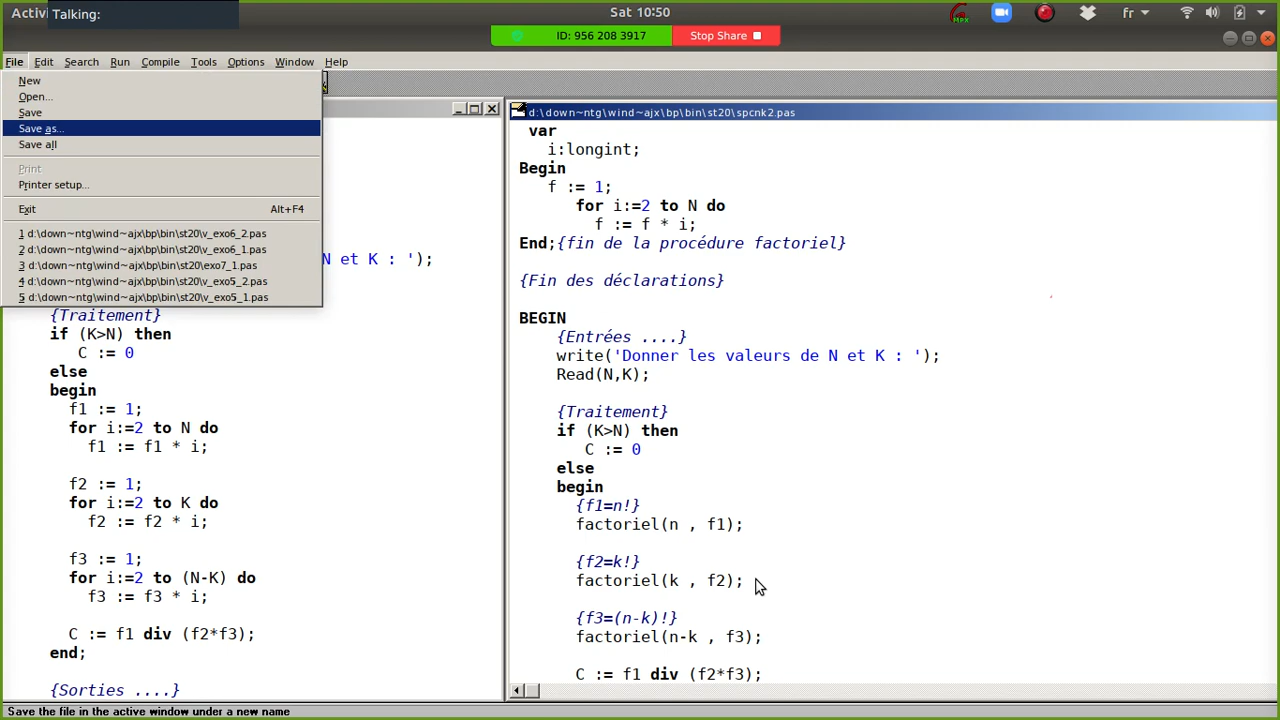 Activi
Talking:
Sat 10:50
fr
ID: 956 208 3917
Stop Share
File Edit Search Run Compile Tools Options Window Help
New
Open...
Save
Save as...
Save all
Print
Printer setup...
Exit Alt+F4
1 d:\down~ntg\wind~ajx\bp\bin\st20\v_exo6_2.pas
2 d:\down~ntg\wind~ajx\bp\bin\st20\v_exo6_1.pas
3 d:\down~ntg\wind~ajx\bp\bin\st20\exo7_1.pas
4 d:\down~ntg\wind~ajx\bp\bin\st20\v_exo5_2.pas
5 d:\down~ntg\wind~ajx\bp\bin\st20\v_exo5_1.pas
N et K : ');
{Traitement}
if (K>N) then
C := 0
else
begin
f1 := 1;
for i:=2 to N do
f1 := f1 * i;
f2 := 1;
for i:=2 to K do
f2 := f2 * i;
f3 := 1;
for i:=2 to (N-K) do
f3 := f3 * i;
C := f1 div (f2*f3);
end;
{Sorties ....}
d:\down~ntg\wind~ajx\bp\bin\st20\spcnk2.pas
var
i:longint;
Begin
f := 1;
for i:=2 to N do
f := f * i;
End;{fin de la procédure factoriel}
{Fin des déclarations}
BEGIN
{Entrées ....}
write('Donner les valeurs de N et K : ');
Read(N,K);
{Traitement}
if (K>N) then
C := 0
else
begin
{f1=n!}
factoriel(n , f1);
{f2=k!}
factoriel(k , f2);
{f3=(n-k)!}
factoriel(n-k , f3);
C := f1 div (f2*f3);
Save the file in the active window under a new name